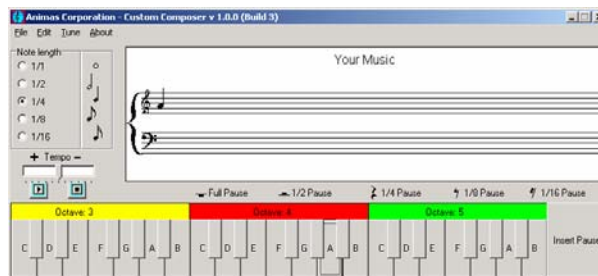 Animas Corporation - Custom Composer v 1.0.0 (Build 3)
File Edit Tune About
Note length
1/1
1/2
1/4
1/8
1/16
Your Music
+ Tempo -
Full Pause 1/2 Pause 1/4 Pause 1/8 Pause 1/16 Pause
Octave: 3 Octave: 4 Octave: 5
C D E F G A B C D E F G A B C D E F G A B Insert Pause